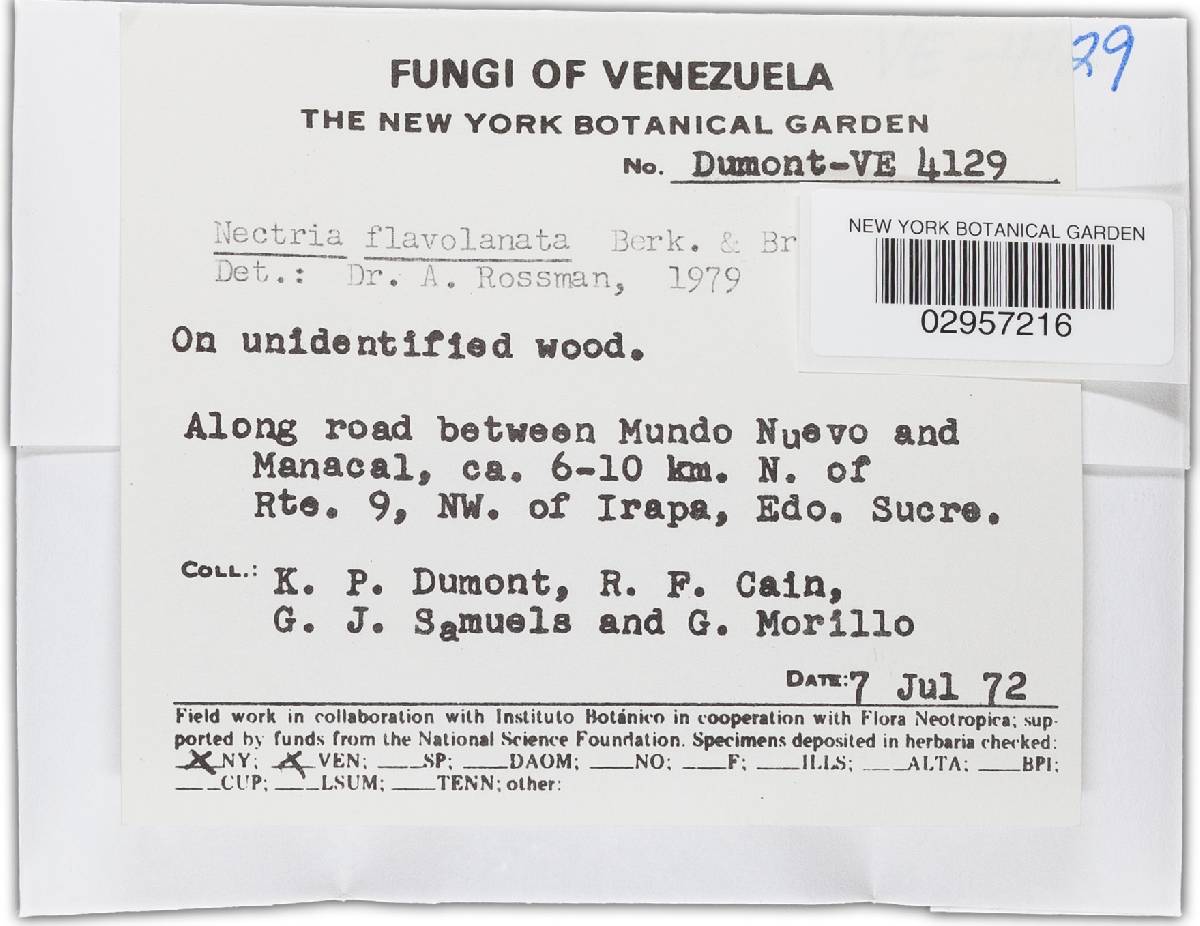 29
FUNGI OF VENEZUELA
THE NEW YORK BOTANICAL GARDEN
No. Dumont-VE 4129
Nectria flavolanata Berk. & Br
Det.: Dr. A. Rossman, 1979
NEW YORK BOTANICAL GARDEN
02957216
On unidentified wood.
Along road between Mundo Nuevo and
Manacal, ca. 6-10 km. N. of
Rte. 9, NW. of Irapa, Edo. Sucre.
COLL.: K. P. Dumont, R. F. Cain,
G. J. Samuels and G. Morillo
DATE: 7 Jul 72
Field work in collaboration with Instituto Botánico in cooperation with Flora Neotropica; sup-
ported by funds from the National Science Foundation. Specimens deposited in herbaria checked:
X NY; X VEN; ___SP; ___DAOM; ___NO; ___F; ___ILLS; ___ALTA; ___BPI;
___CUP; ___LSUM; ___TENN; other: